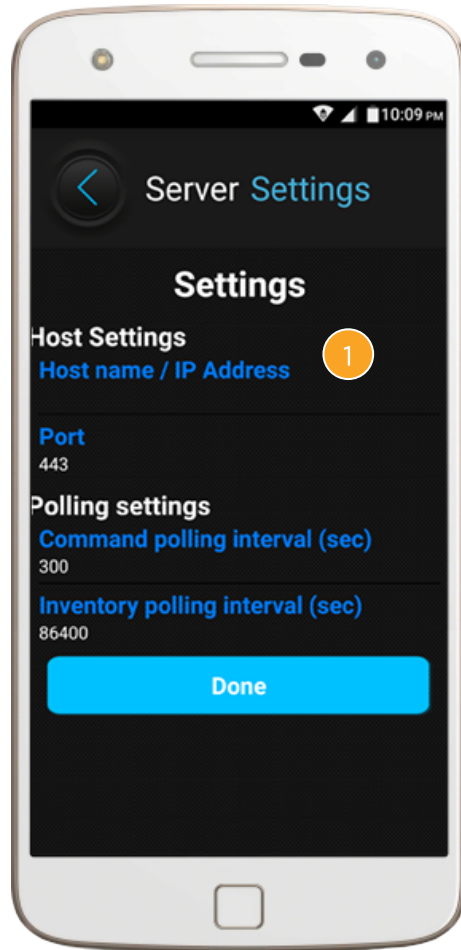 10:09 PM
Server Settings
Settings
Host Settings
Host name / IP Address
1
Port
443
Polling settings
Command polling interval (sec)
300
Inventory polling interval (sec)
86400
Done